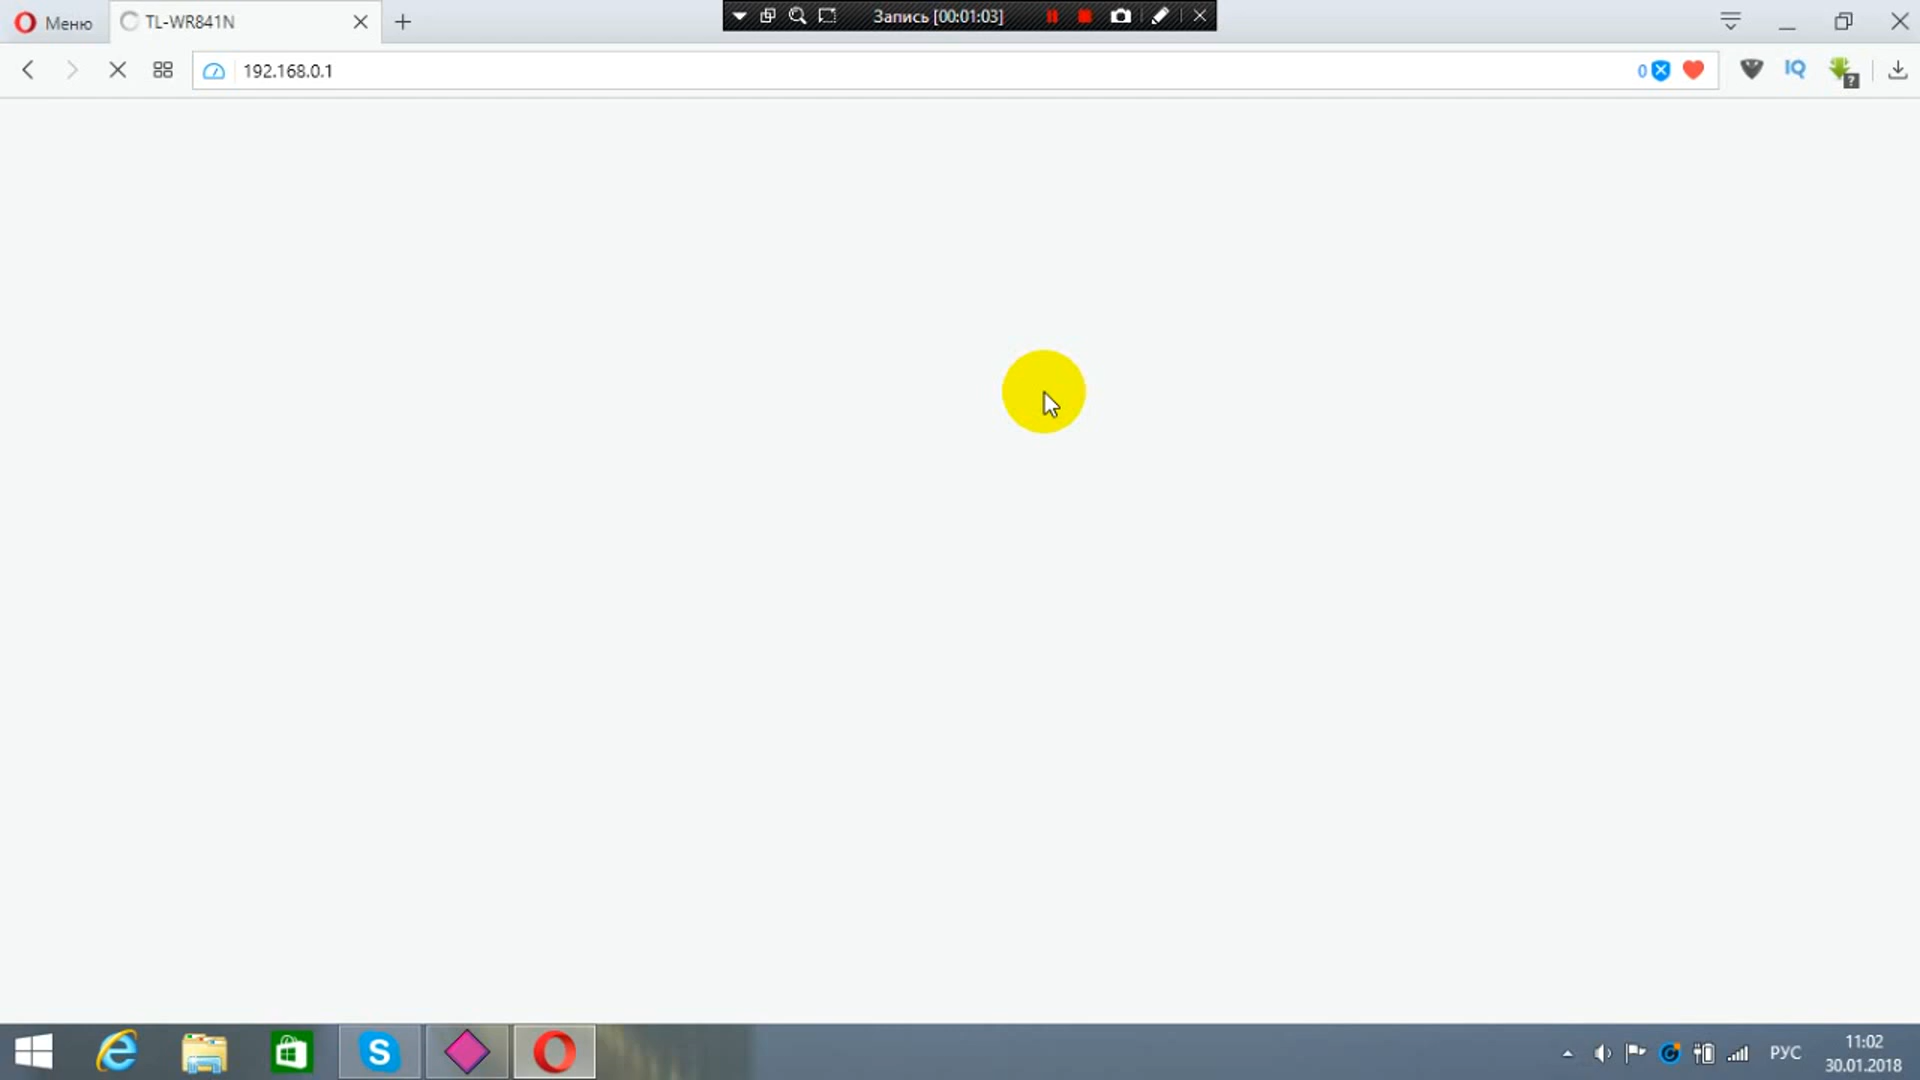 Меню
TL-WR841N
Запись [00:01:03]
192.168.0.1
0
IQ
?
S
РУС
11:02
30.01.2018